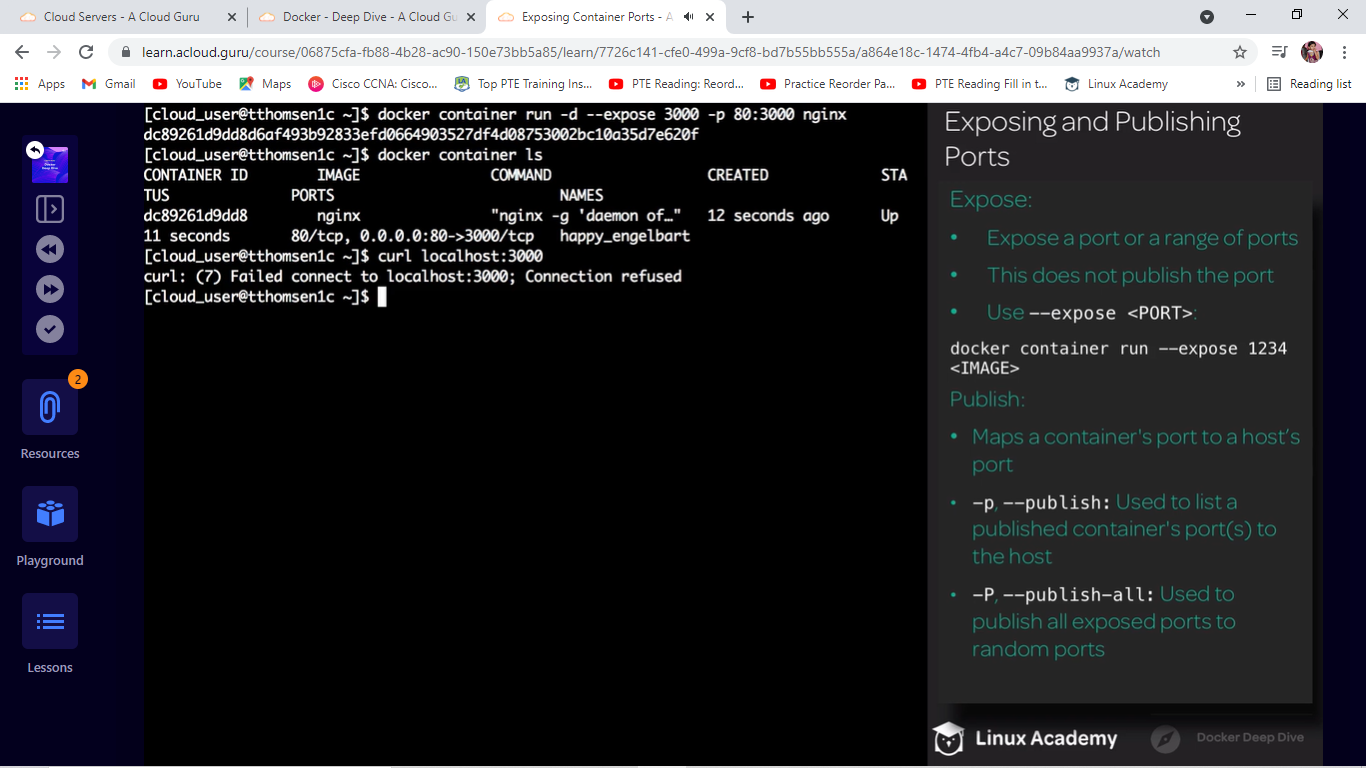 Cloud Servers - A Cloud Guru
Docker - Deep Dive - A Cloud Gu
Exposing Container Ports - A
learn.acloud.guru/course/06875cfa-fb88-4b28-ac90-150e73bb5a85/learn/7726c141-cfe0-499a-9cf8-bd7b55bb555a/a864e18c-1474-4fb4-a4c7-09b84aa9937a/watch
Apps
Gmail
YouTube
Maps
Cisco CCNA: Cisco...
Top PTE Training Ins...
PTE Reading: Reord...
Practice Reorder Pa...
PTE Reading Fill in t...
Linux Academy
»
Reading list
2
Resources
Playground
Lessons
[cloud_user@tthomsen1c ~]$ docker container run -d --expose 3000 -p 80:3000 nginx
dc89261d9dd8d6af493b92833efd0664903527df4d08753002bc10a35d7e620f
[cloud_user@tthomsen1c ~]$ docker container ls
CONTAINER ID IMAGE COMMAND CREATED STA
TUS PORTS NAMES
dc89261d9dd8 nginx "nginx -g 'daemon of…" 12 seconds ago Up
11 seconds 80/tcp, 0.0.0.0:80->3000/tcp happy_engelbart
[cloud_user@tthomsen1c ~]$ curl localhost:3000
curl: (7) Failed connect to localhost:3000; Connection refused
[cloud_user@tthomsen1c ~]$
Exposing and Publishing
Ports
Expose:
• Expose a port or a range of ports
• This does not publish the port
• Use --expose <PORT>:
docker container run --expose 1234
<IMAGE>
Publish:
• Maps a container's port to a host's
port
• -p, --publish: Used to list a
published container's port(s) to
the host
• -P, --publish-all: Used to
publish all exposed ports to
random ports
Linux Academy
Docker Deep Dive